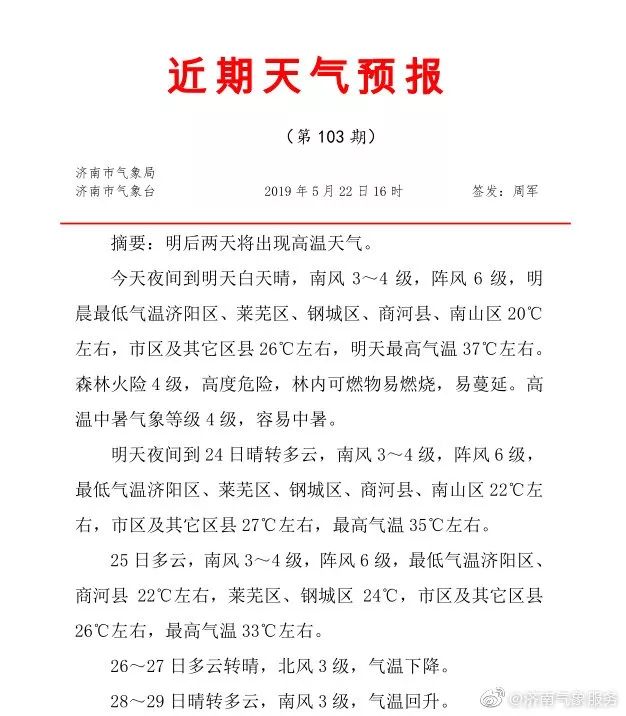 近期天气预报
（第 103 期）
济南市气象局
济南市气象台 2019 年 5 月 22 日 16 时 签发：周军
摘要：明后两天将出现高温天气。
今天夜间到明天白天晴，南风 3～4 级，阵风 6 级，明
晨最低气温济阳区、莱芜区、钢城区、商河县、南山区 20℃
左右，市区及其它区县 26℃左右，明天最高气温 37℃左右。
森林火险 4 级，高度危险，林内可燃物易燃烧，易蔓延。高
温中暑气象等级 4 级，容易中暑。
明天夜间到 24 日晴转多云，南风 3～4 级，阵风 6 级，
最低气温济阳区、莱芜区、钢城区、商河县、南山区 22℃左
右，市区及其它区县 27℃左右，最高气温 35℃左右。
25 日多云，南风 3～4 级，阵风 6 级，最低气温济阳区、
商河县 22℃左右，莱芜区、钢城区 24℃，市区及其它区县
26℃左右，最高气温 33℃左右。
26～27 日多云转晴，北风 3 级，气温下降。
28～29 日晴转多云，南风 3 级，气温回升。
@济南气象服务